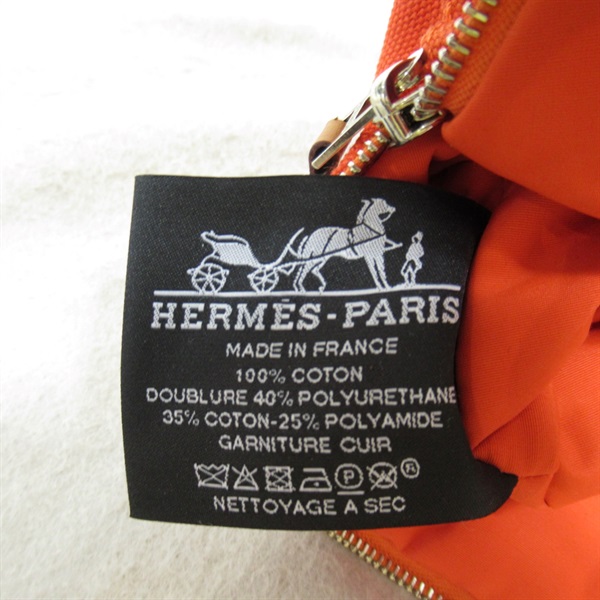 HERMÈS-PARIS
MADE IN FRANCE
100% COTON
DOUBLURE 40% POLYURETHANE
35% COTON-25% POLYAMIDE
GARNITURE CUIR
P
NETTOYAGE A SEC